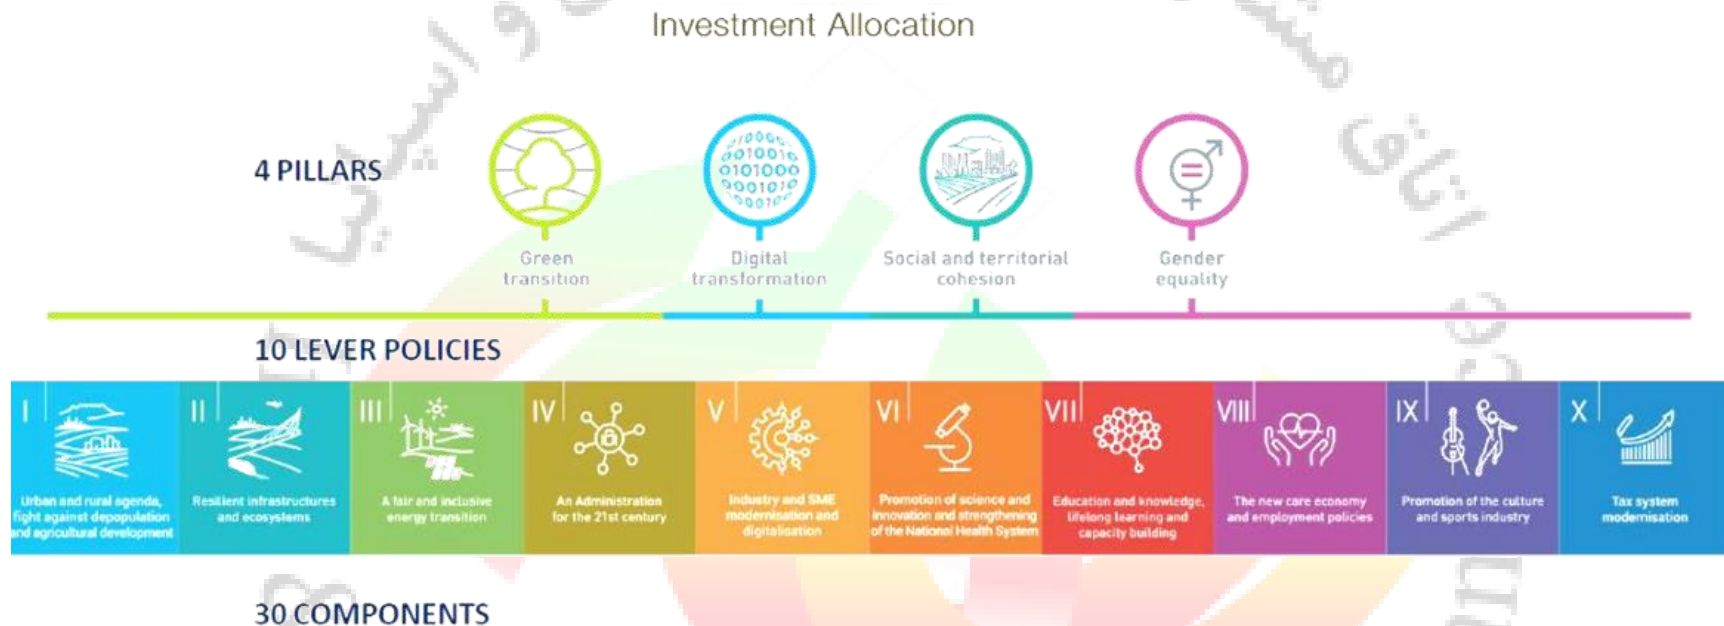 Investment Allocation
4 PILLARS
Green
transition
Digital
transformation
Social and territorial
cohesion
Gender
equality
10 LEVER POLICIES
I
Urban and rural agenda,
fight against depopulation
and agricultural development
II
Resilient infrastructures
and ecosystems
III
A fair and inclusive
energy transition
IV
An Administration
for the 21st century
V
Industry and SME
modernisation and
digitalisation
VI
Promotion of science and
innovation and strengthening
of the National Health System
VII
Education and knowledge,
lifelong learning and
capacity building
VIII
The new care economy
and employment policies
IX
Promotion of the culture
and sports industry
X
Tax system
modernisation
30 COMPONENTS